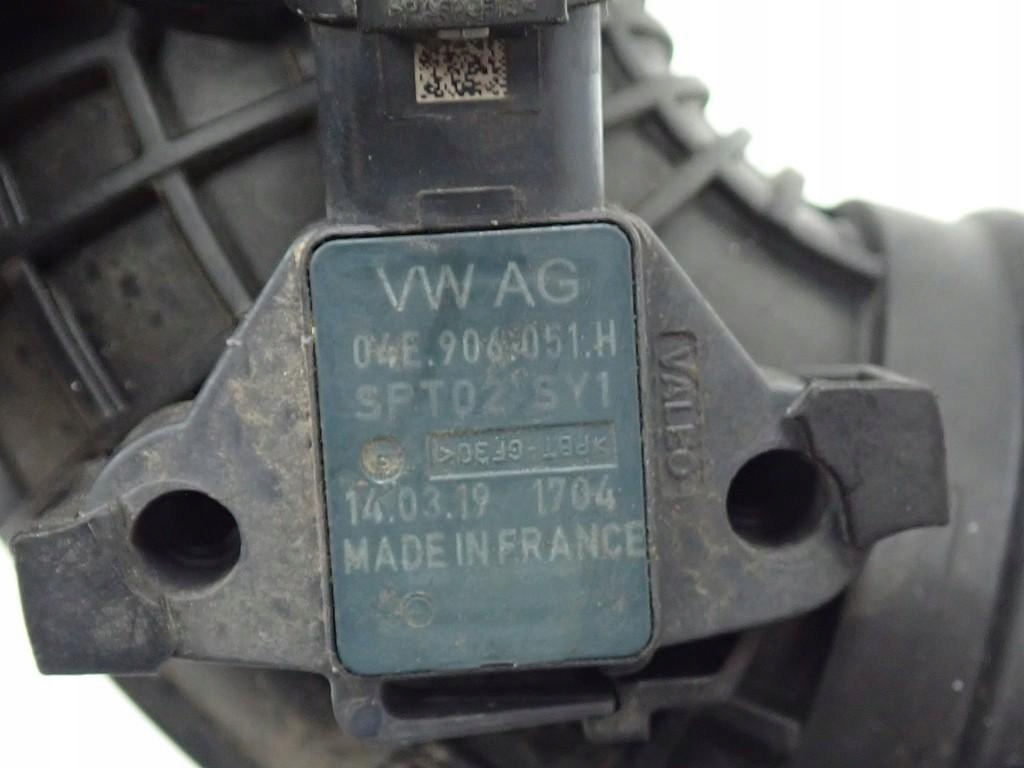 VW AG
04E.906.051.H
SPT02 SY1
>PBT-GF30<
14.03.19 1704
MADE IN FRANCE
VALEO